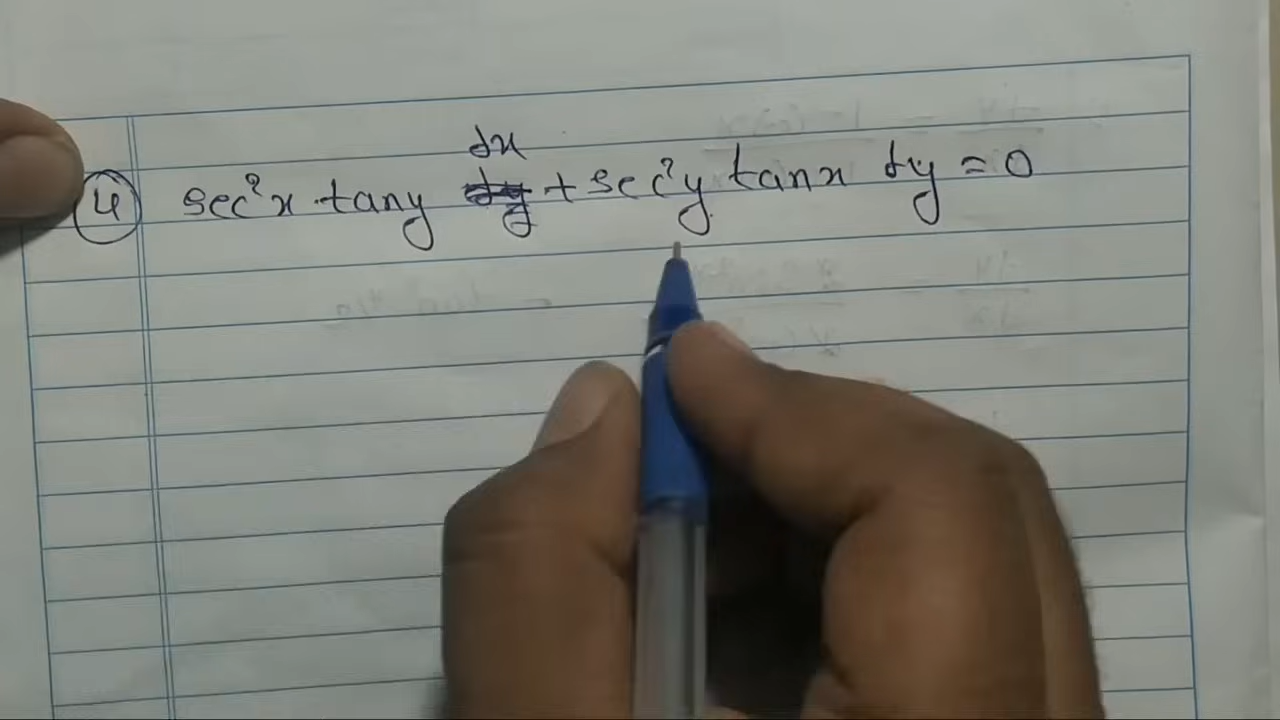 4 sec²x tany dx + sec²y tanx dy = 0